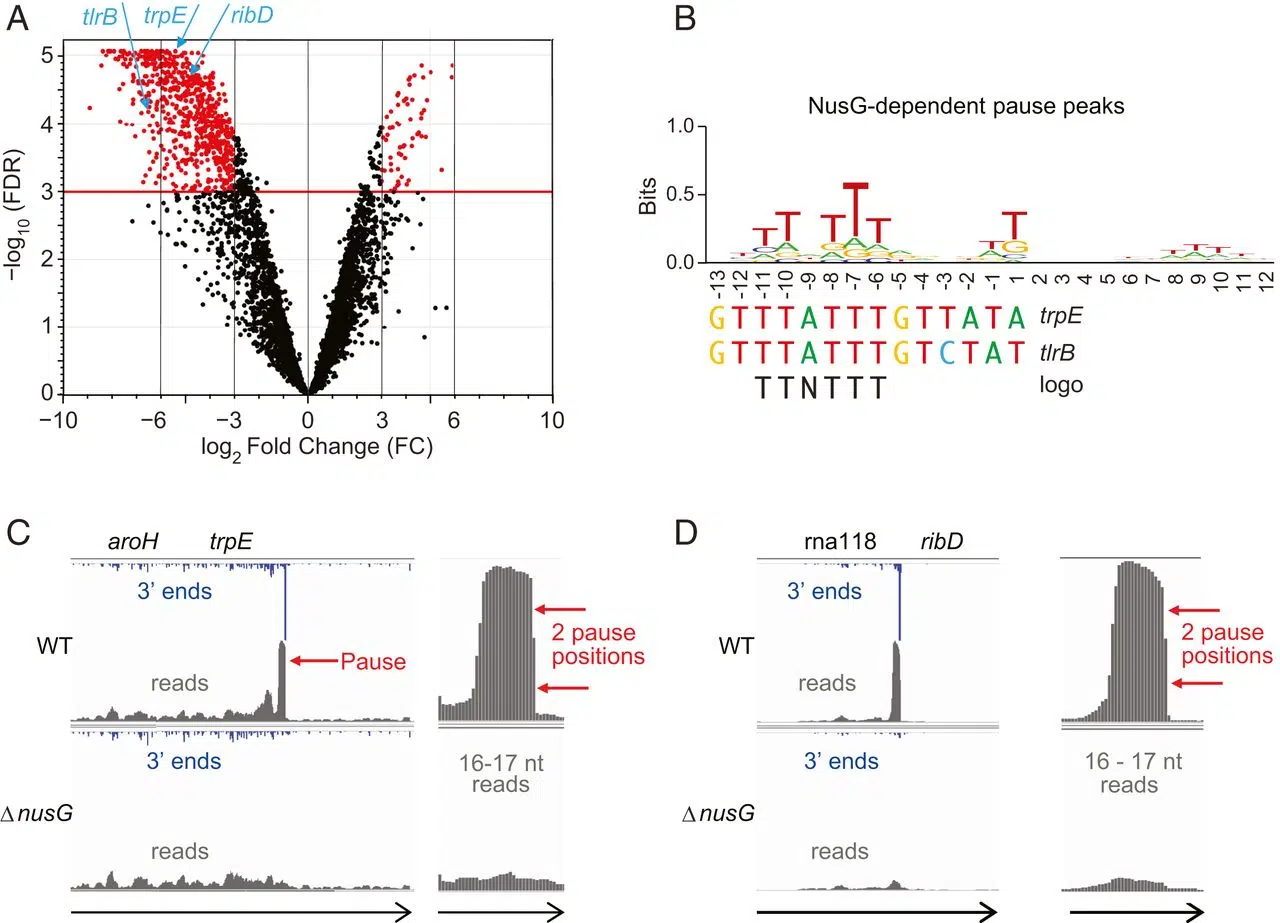 A
tlrB trpE ribD
5
4
3
2
1
0
−log10 (FDR)
−10 −6 −3 0 3 6 10
log2 Fold Change (FC)
B
NusG-dependent pause peaks
1.0
0.5
0.0
Bits
-13 -12 -11 -10 -9 -8 -7 -6 -5 -4 -3 -2 -1 1 2 3 4 5 6 7 8 9 10 11 12
GTTTATTTGTTATA trpE
GTTTATTTGTCTAT tlrB
TTNTTT logo
C
aroH trpE
3’ ends
WT
Pause
reads
2 pause
positions
3’ ends
16-17 nt
reads
ΔnusG
reads
D
rna118 ribD
3’ ends
WT
reads
2 pause
positions
3’ ends
16 - 17 nt
reads
ΔnusG
reads